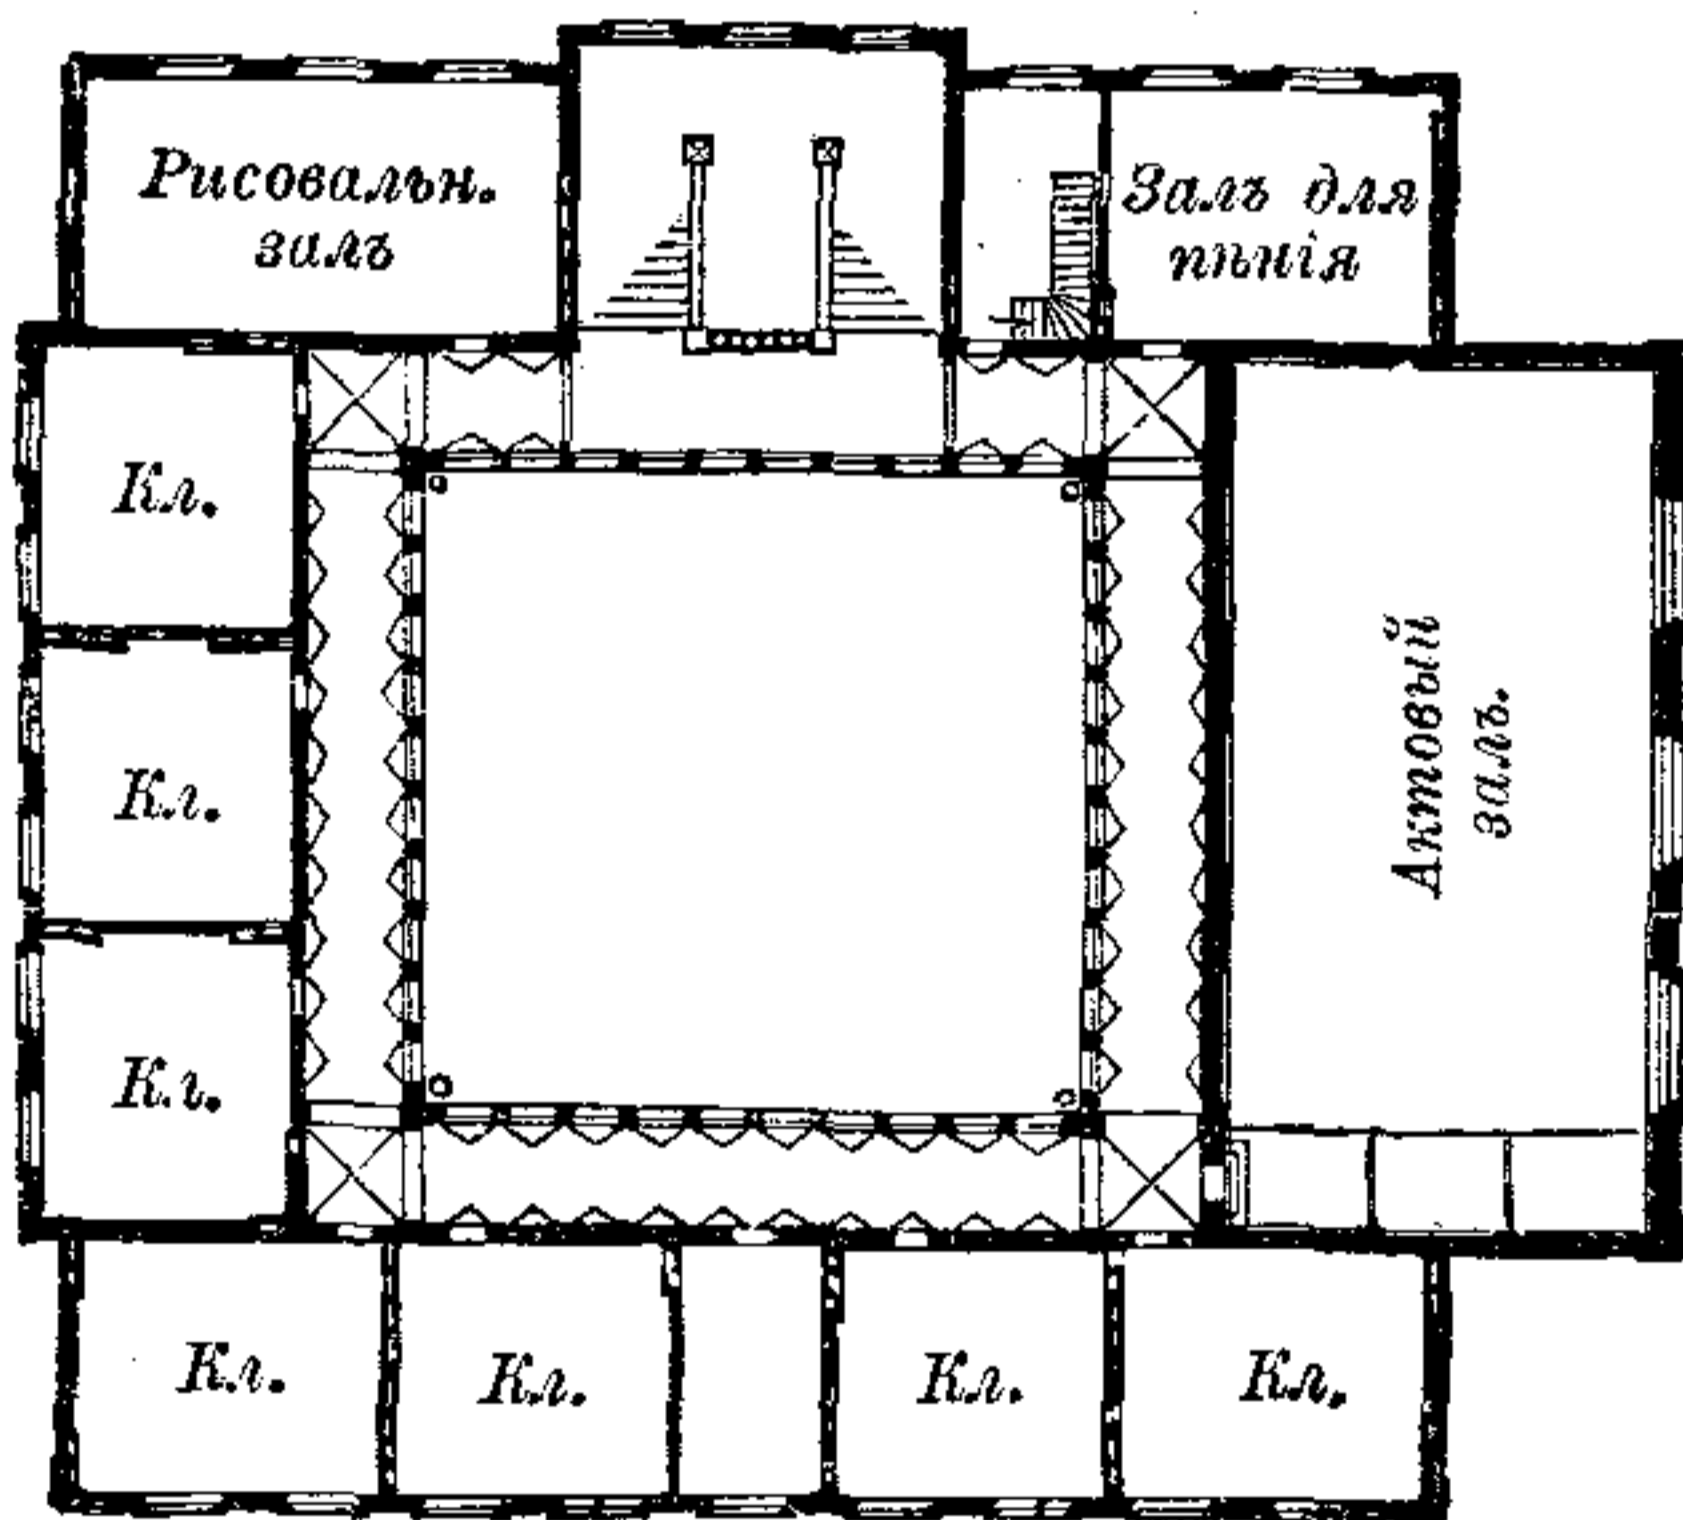 Рисовальн.
залъ
Залъ для
пѣнія
Кл.
Кл.
Кл.
Актовый
залъ.
Кл.
Кл.
Кл.
Кл.